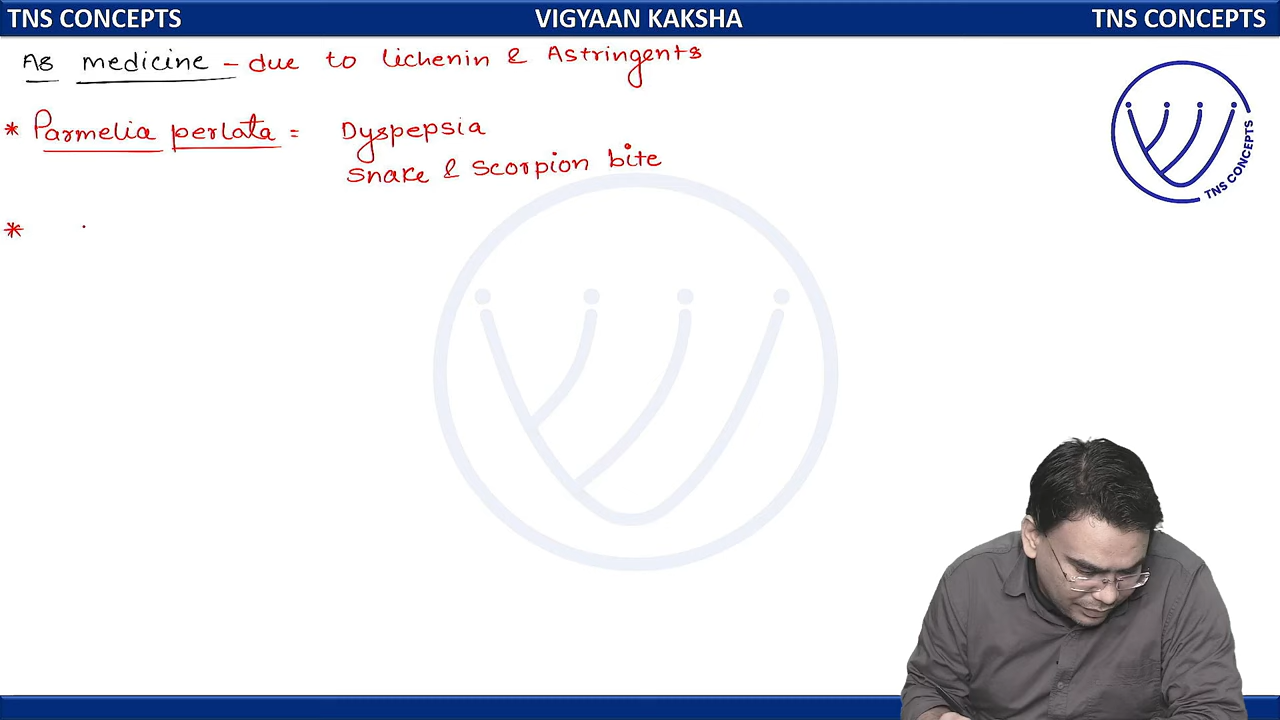 TNS CONCEPTS VIGYAAN KAKSHA TNS CONCEPTS
As medicine - due to Lichenin & Astringents
* Parmelia perlata = Dyspepsia
Snake & Scorpion bite
*
TNS CONCEPTS